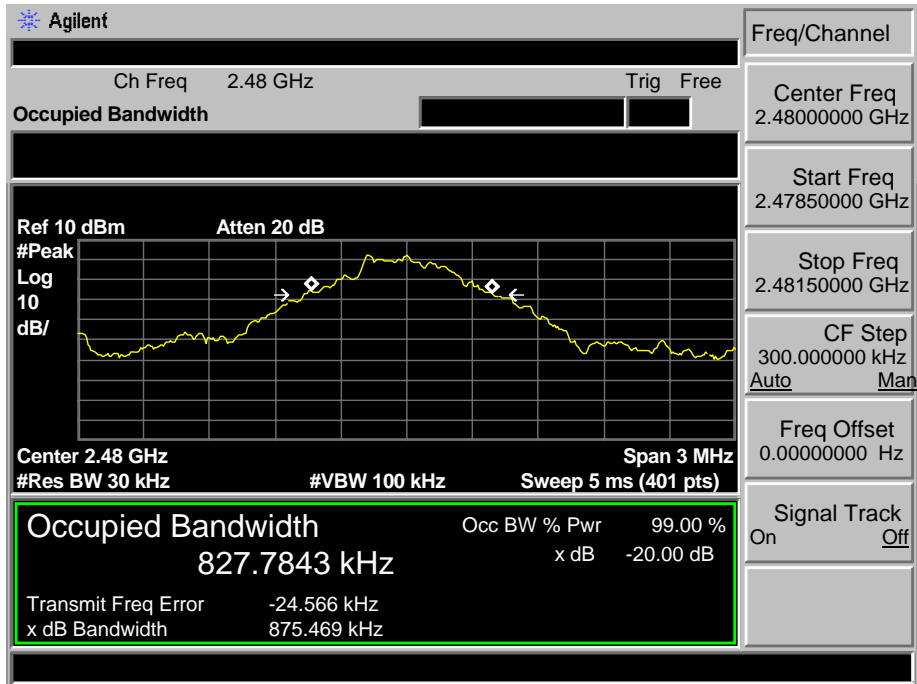 Agilent
Ch Freq 2.48 GHz Trig Free
Occupied Bandwidth
Ref 10 dBm Atten 20 dB
#Peak
Log
10
dB/
Center 2.48 GHz Span 3 MHz
#Res BW 30 kHz #VBW 100 kHz Sweep 5 ms (401 pts)
Occupied Bandwidth Occ BW % Pwr 99.00 %
827.7843 kHz x dB -20.00 dB
Transmit Freq Error -24.566 kHz
x dB Bandwidth 875.469 kHz
Freq/Channel
Center Freq
2.48000000 GHz
Start Freq
2.47850000 GHz
Stop Freq
2.48150000 GHz
CF Step
300.000000 kHz
Auto Man
Freq Offset
0.00000000 Hz
Signal Track
On Off